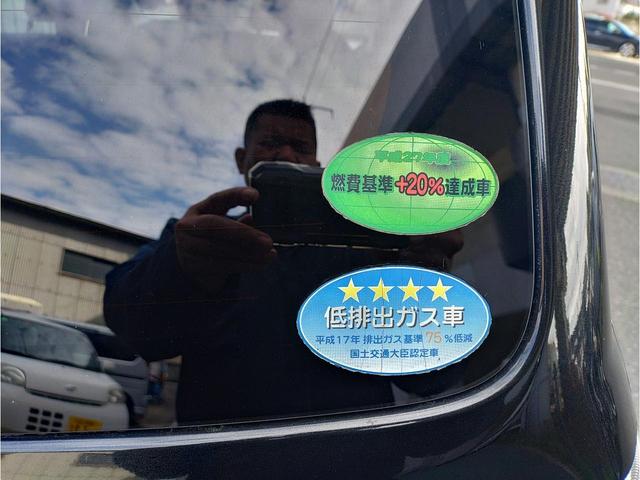 平成27年度
燃費基準+20%達成車
低排出ガス車
平成17年 排出ガス基準 75 %低減
国土交通大臣認定車